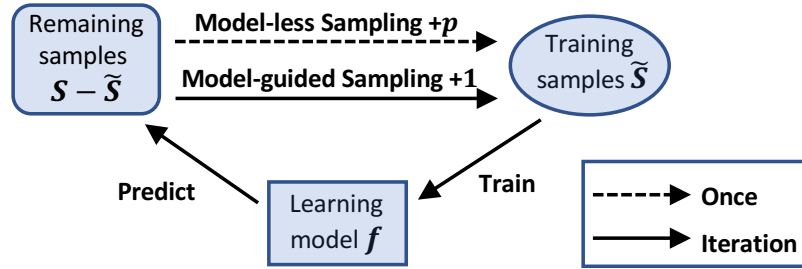 Remaining
samples
S − S̃
Model-less Sampling +p
Model-guided Sampling +1
Training
samples S̃
Predict
Train
Learning
model f
Once
Iteration